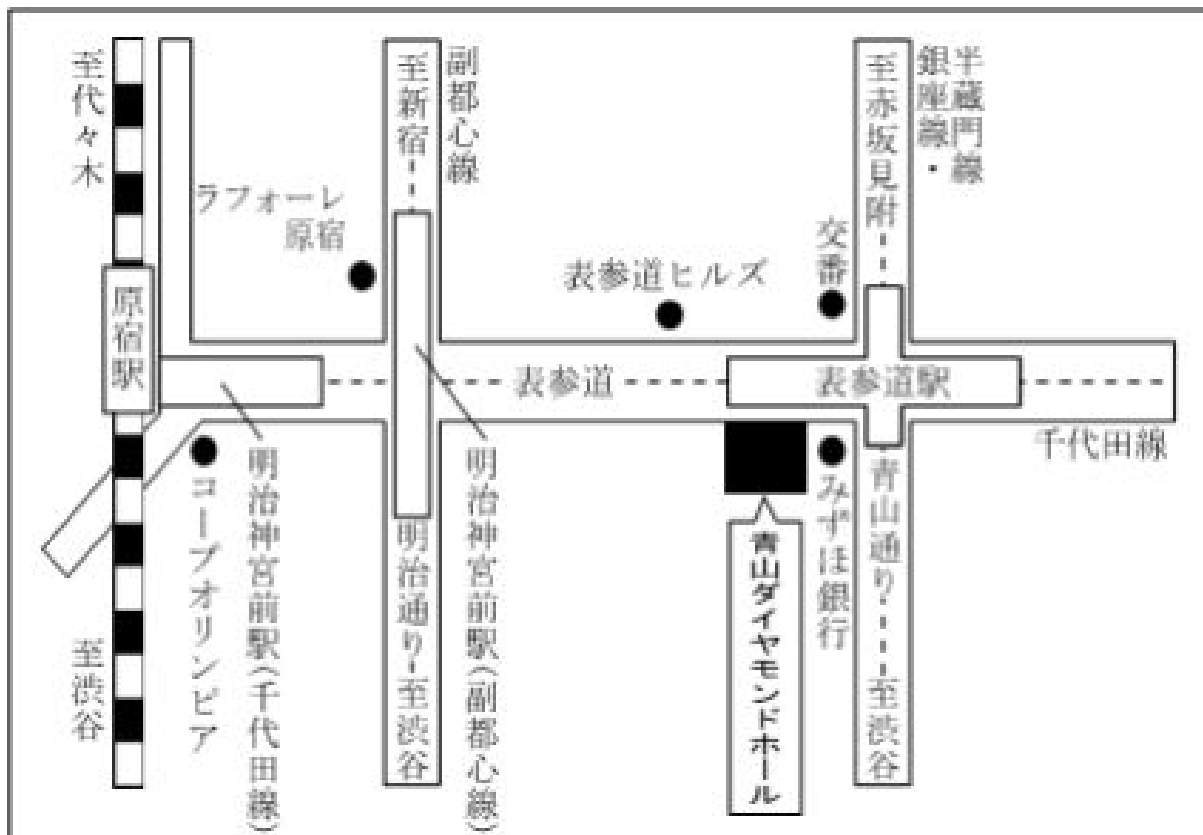 至代々木
副都心線
至新宿
半蔵門線
銀座線・
至赤坂見附
ラフォーレ
原宿
交番
表参道ヒルズ
原宿駅
表参道
表参道駅
千代田線
コープオリンピア
明治神宮前駅（千代田線）
明治通り
至渋谷
明治神宮前駅（副都心線）
青山ダイヤモンドホール
みずほ銀行
青山通り
至渋谷
至渋谷